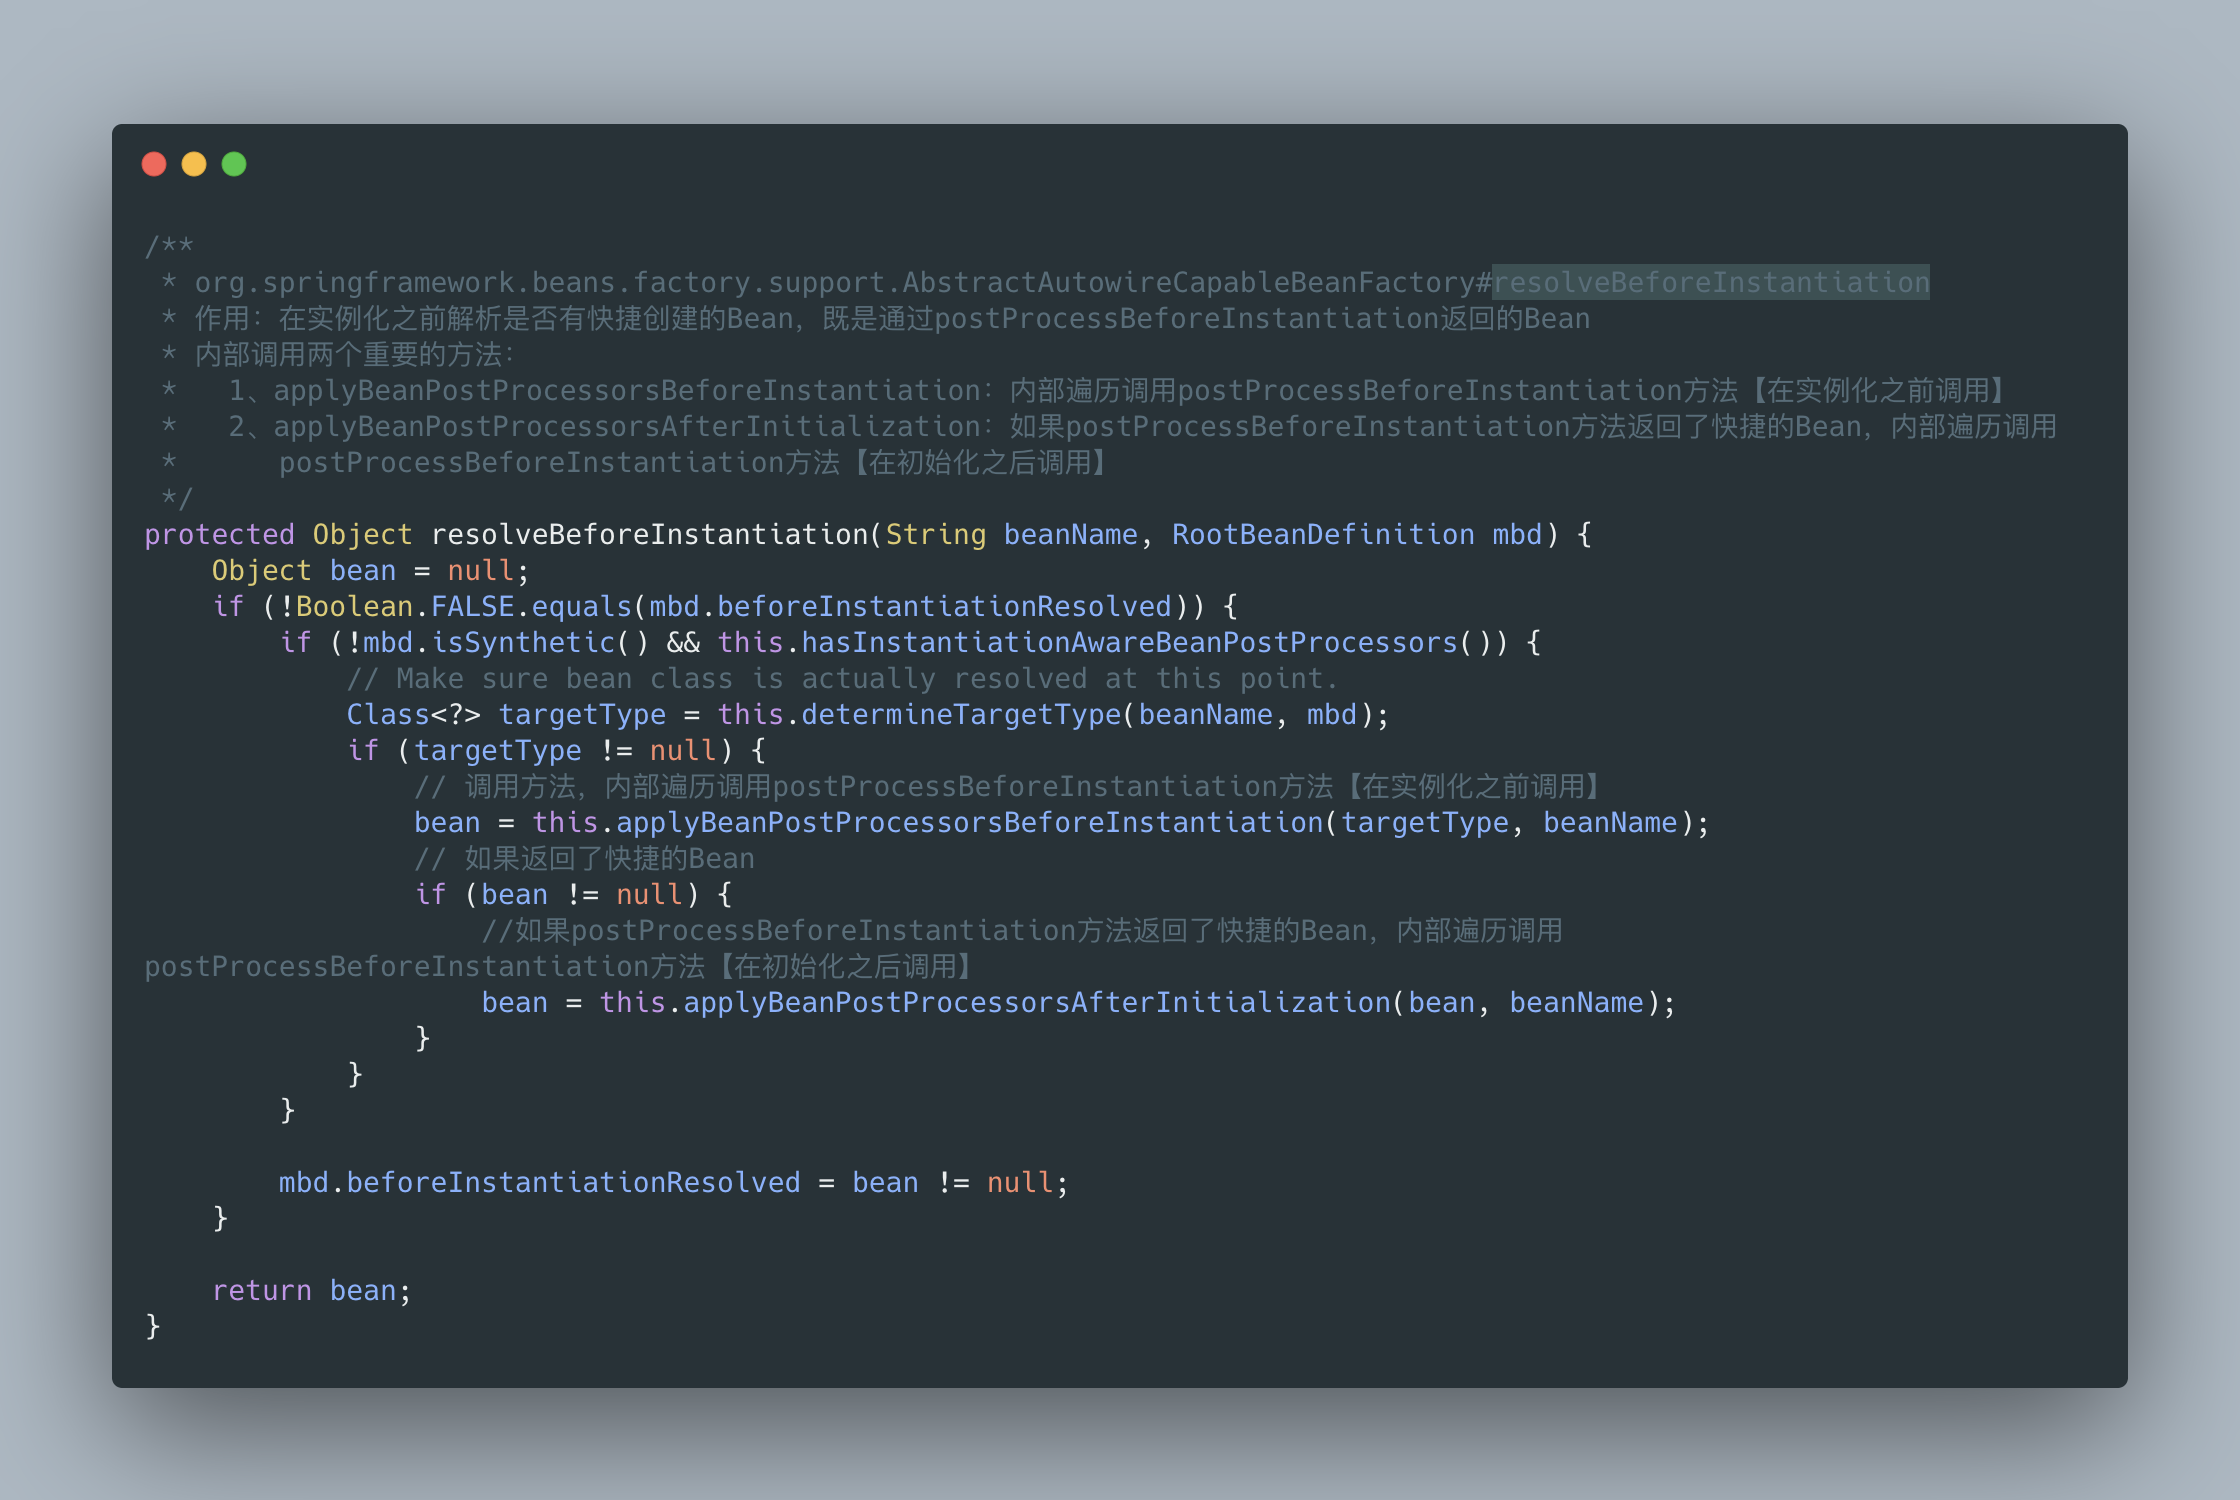 /**
 * org.springframework.beans.factory.support.AbstractAutowireCapableBeanFactory#resolveBeforeInstantiation
 * 作用：在实例化之前解析是否有快捷创建的Bean，既是通过postProcessBeforeInstantiation返回的Bean
 * 内部调用两个重要的方法：
 *   1、applyBeanPostProcessorsBeforeInstantiation：内部遍历调用postProcessBeforeInstantiation方法【在实例化之前调用】
 *   2、applyBeanPostProcessorsAfterInitialization：如果postProcessBeforeInstantiation方法返回了快捷的Bean，内部遍历调用
 *      postProcessBeforeInstantiation方法【在初始化之后调用】
 */
protected Object resolveBeforeInstantiation(String beanName, RootBeanDefinition mbd) {
    Object bean = null;
    if (!Boolean.FALSE.equals(mbd.beforeInstantiationResolved)) {
        if (!mbd.isSynthetic() && this.hasInstantiationAwareBeanPostProcessors()) {
            // Make sure bean class is actually resolved at this point.
            Class<?> targetType = this.determineTargetType(beanName, mbd);
            if (targetType != null) {
                // 调用方法，内部遍历调用postProcessBeforeInstantiation方法【在实例化之前调用】
                bean = this.applyBeanPostProcessorsBeforeInstantiation(targetType, beanName);
                // 如果返回了快捷的Bean
                if (bean != null) {
                    //如果postProcessBeforeInstantiation方法返回了快捷的Bean，内部遍历调用
postProcessBeforeInstantiation方法【在初始化之后调用】
                    bean = this.applyBeanPostProcessorsAfterInitialization(bean, beanName);
                }
            }
        }

        mbd.beforeInstantiationResolved = bean != null;
    }

    return bean;
}